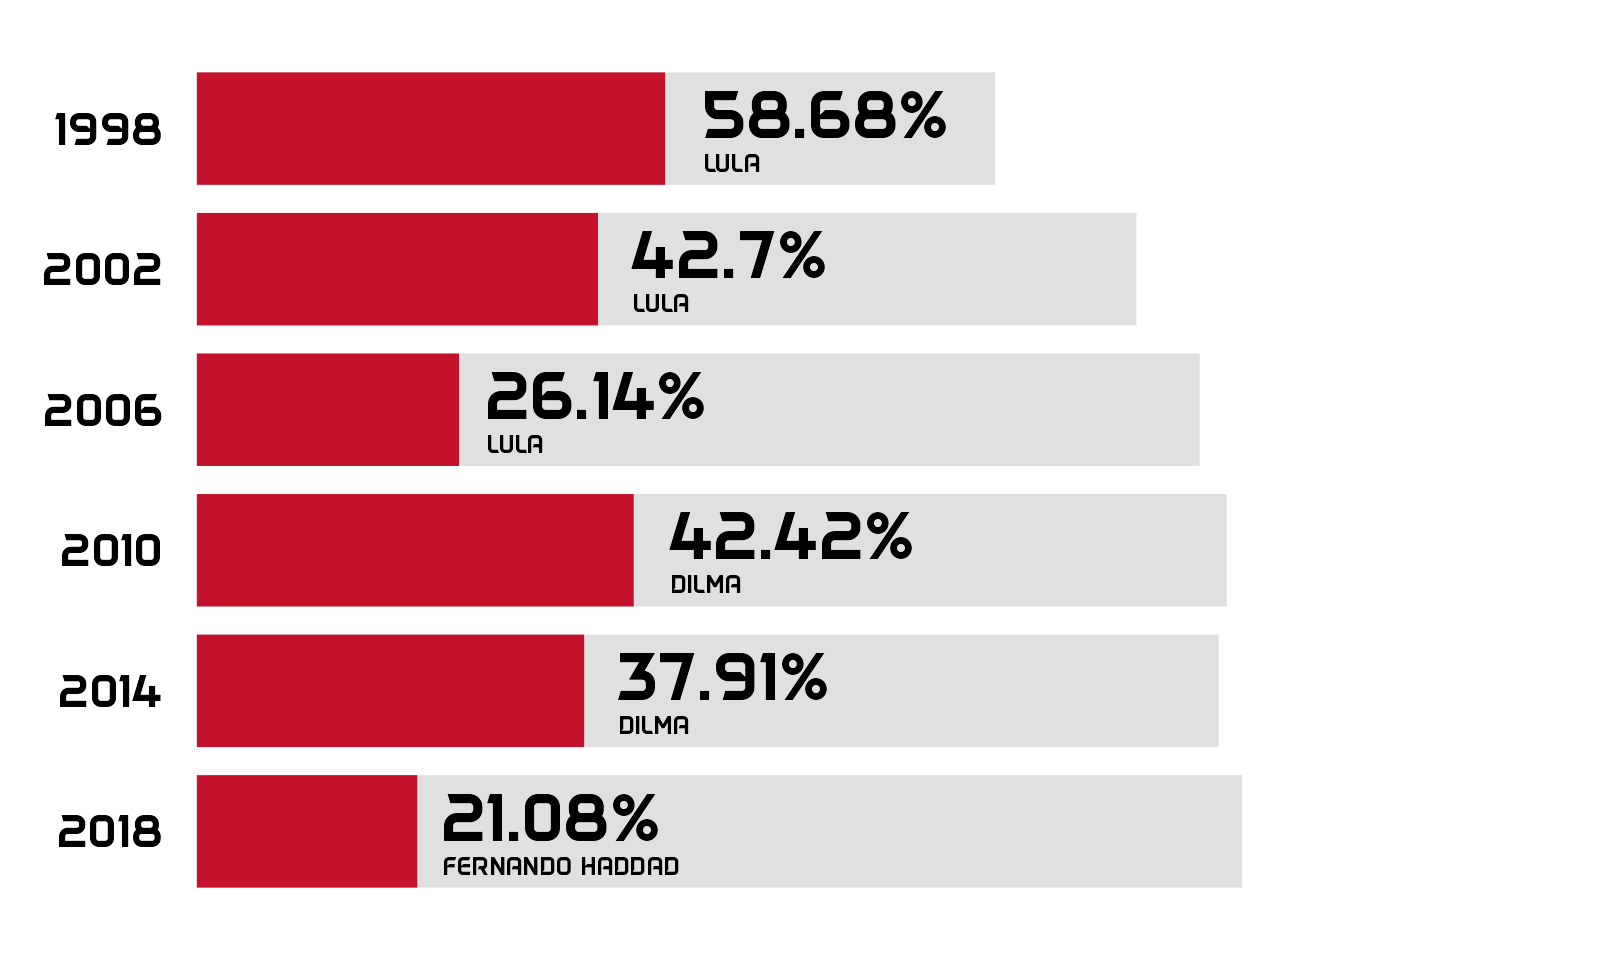 1998
58.68%
LULA
2002
42.7%
LULA
2006
26.14%
LULA
2010
42.42%
DILMA
2014
37.91%
DILMA
2018
21.08%
FERNANDO HADDAD